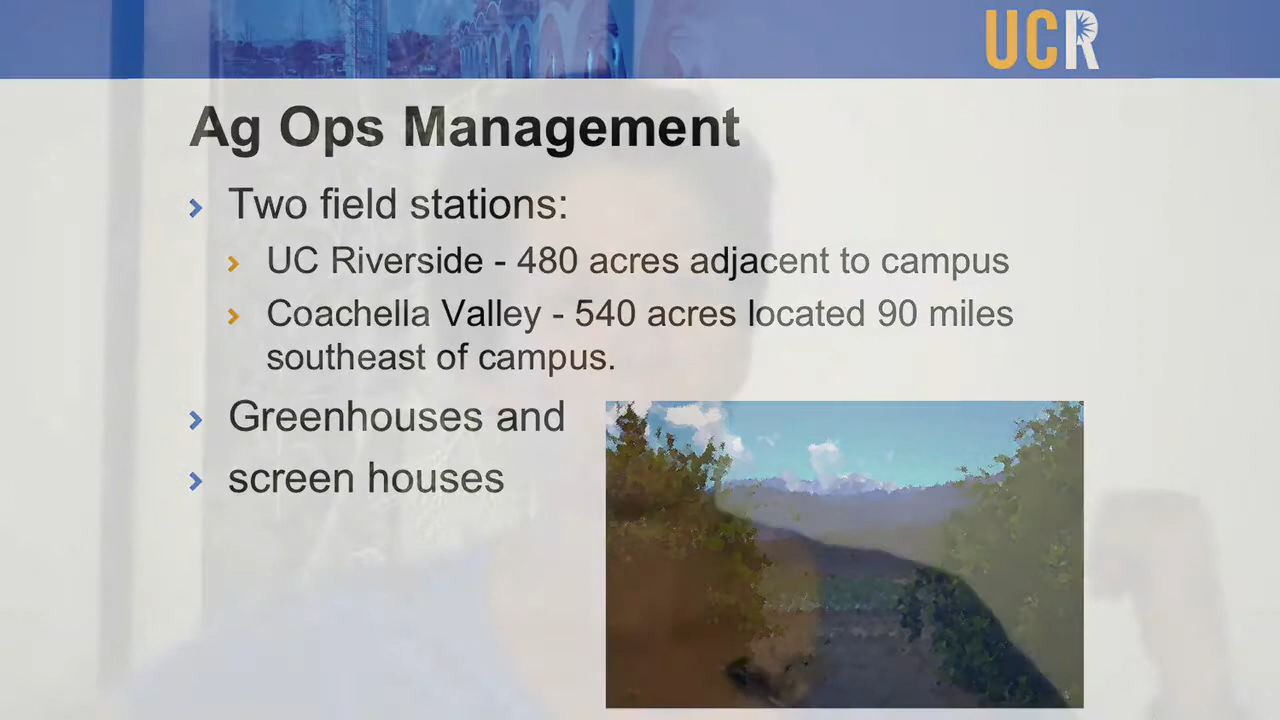 UCR
Ag Ops Management
Two field stations:
UC Riverside - 480 acres adjacent to campus
Coachella Valley - 540 acres located 90 miles
southeast of campus.
Greenhouses and
screen houses